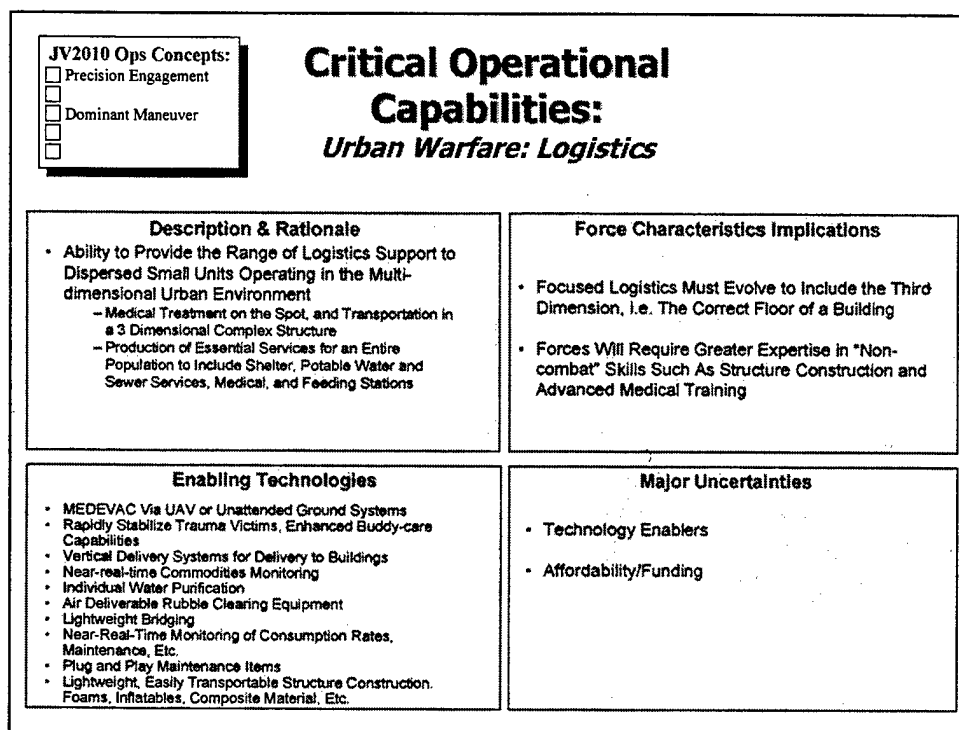 JV2010 Ops Concepts:
Precision Engagement
Dominant Maneuver
Critical Operational
Capabilities:
Urban Warfare: Logistics
Description & Rationale
• Ability to Provide the Range of Logistics Support to
Dispersed Small Units Operating in the Multi-
dimensional Urban Environment
– Medical Treatment on the Spot, and Transportation in
a 3 Dimensional Complex Structure
– Production of Essential Services for an Entire
Population to Include Shelter, Potable Water and
Sewer Services, Medical, and Feeding Stations
Force Characteristics Implications
• Focused Logistics Must Evolve to Include the Third
Dimension, i.e. The Correct Floor of a Building
• Forces Will Require Greater Expertise in "Non-
combat" Skills Such As Structure Construction and
Advanced Medical Training
Enabling Technologies
• MEDEVAC Via UAV or Unattended Ground Systems
• Rapidly Stabilize Trauma Victims, Enhanced Buddy-care
Capabilities
• Vertical Delivery Systems for Delivery to Buildings
• Near-real-time Commodities Monitoring
• Individual Water Purification
• Air Deliverable Rubble Clearing Equipment
• Lightweight Bridging
• Near-Real-Time Monitoring of Consumption Rates,
Maintenance, Etc.
• Plug and Play Maintenance Items
• Lightweight, Easily Transportable Structure Construction.
Foams, Inflatables, Composite Material, Etc.
Major Uncertainties
• Technology Enablers
• Affordability/Funding